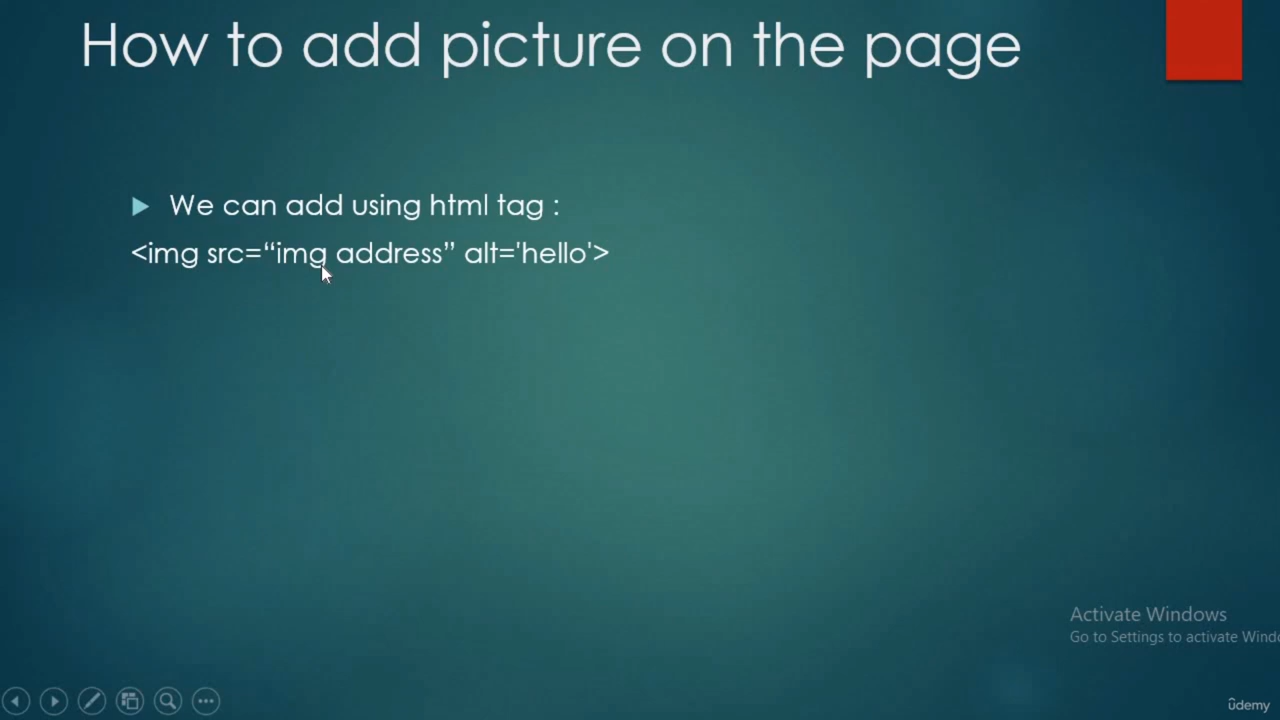 How to add picture on the page
We can add using html tag :
<img src=“img address” alt='hello'>
Activate Windows
Go to Settings to activate Windo
ûdemy